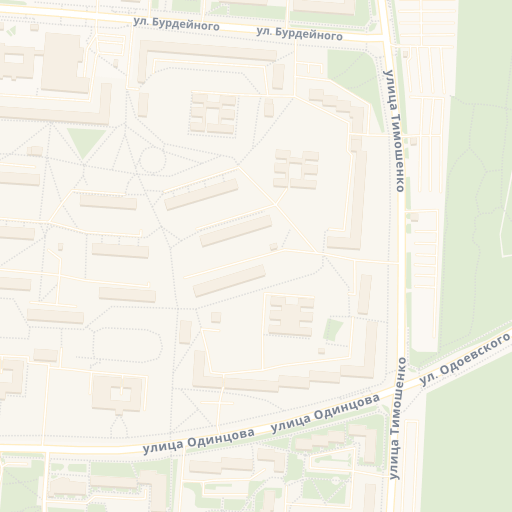 ул. Бурдейного
ул. Бурдейного
улица Тимошенко
ул. Одоевского
улица Тимошенко
улица Одинцова
улица Одинцова